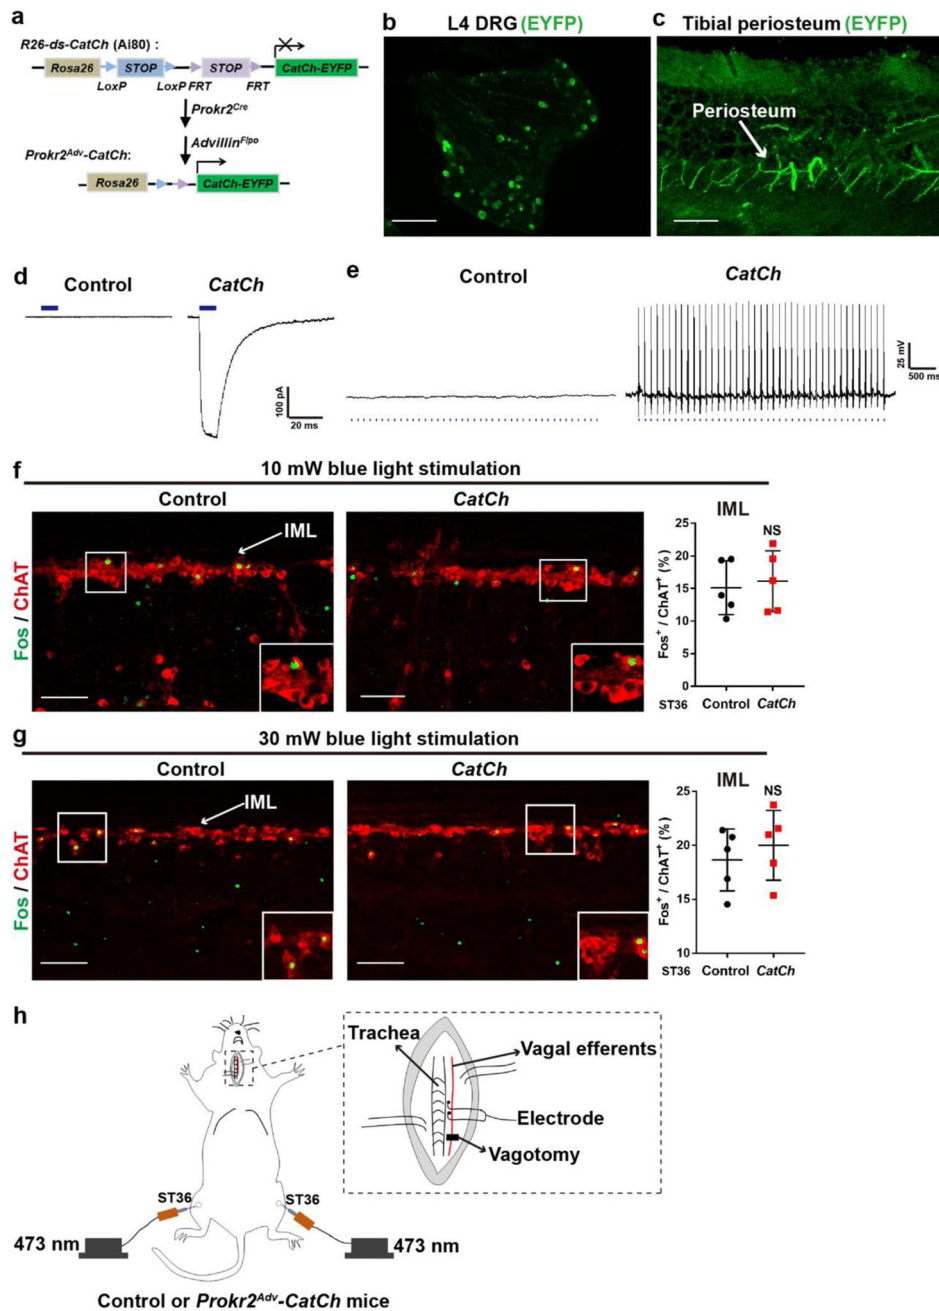 a
R26-ds-CatCh (Ai80) :
Rosa26 STOP STOP CatCh-EYFP
LoxP LoxP FRT FRT
Prokr2Cre
AdvillinFlpo
Prokr2Adv-CatCh:
Rosa26 CatCh-EYFP
b L4 DRG (EYFP)
c Tibial periosteum (EYFP)
Periosteum
d
Control CatCh
100 pA
20 ms
e
Control CatCh
25 mV
500 ms
f
10 mW blue light stimulation
Control CatCh
Fos / ChAT
IML
IML
NS
Fos+ / ChAT+ (%)
25
20
15
10
5
0
ST36 Control CatCh
g
30 mW blue light stimulation
Control CatCh
Fos / ChAT
IML
IML
NS
Fos+ / ChAT+ (%)
25
20
15
10
ST36 Control CatCh
h
Trachea
Vagal efferents
Electrode
Vagotomy
ST36 ST36
473 nm 473 nm
Control or Prokr2Adv-CatCh mice